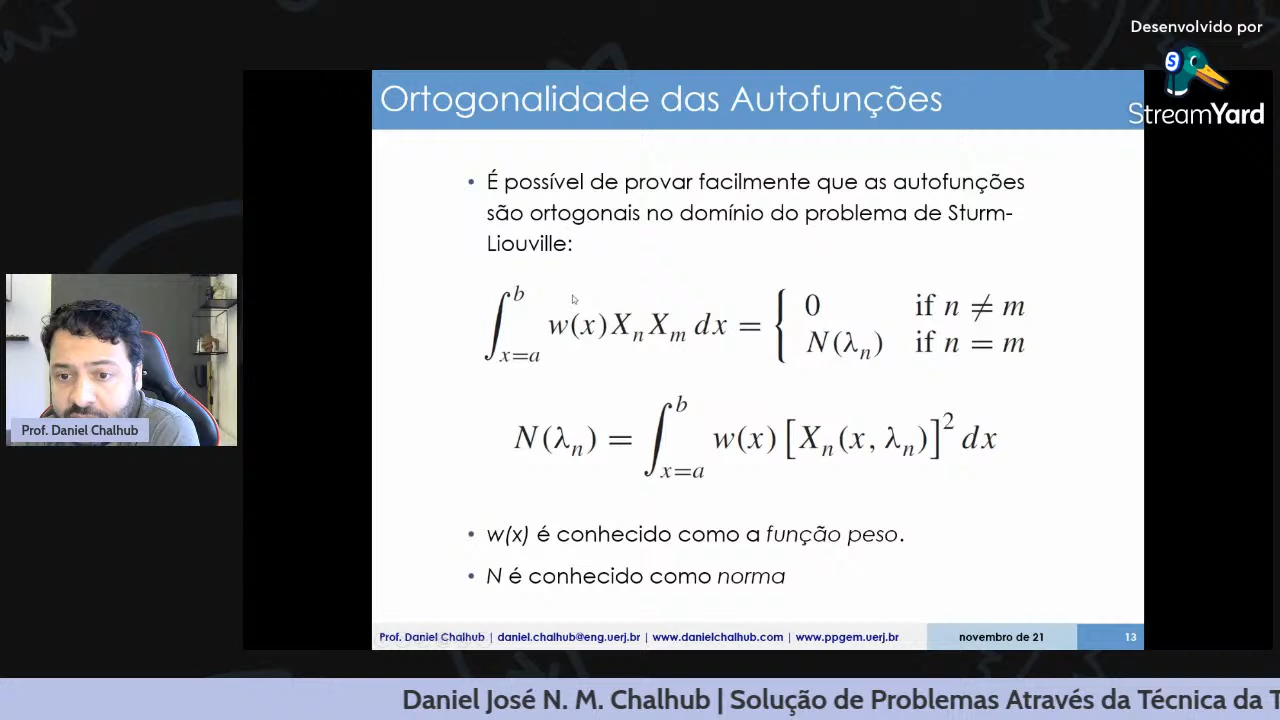 Desenvolvido por
StreamYard
Ortogonalidade das Autofunções
• É possível de provar facilmente que as autofunções
são ortogonais no domínio do problema de Sturm-
Liouville:
∫_{x=a}^{b} w(x) X_n X_m dx = { 0 if n ≠ m
N(λ_n) if n = m
N(λ_n) = ∫_{x=a}^{b} w(x) [X_n(x, λ_n)]^2 dx
• w(x) é conhecido como a função peso.
• N é conhecido como norma
Prof. Daniel Chalhub
Prof. Daniel Chalhub | daniel.chalhub@eng.uerj.br | www.danielchalhub.com | www.ppgem.uerj.br novembro de 21 13
Daniel José N. M. Chalhub | Solução de Problemas Através da Técnica da T